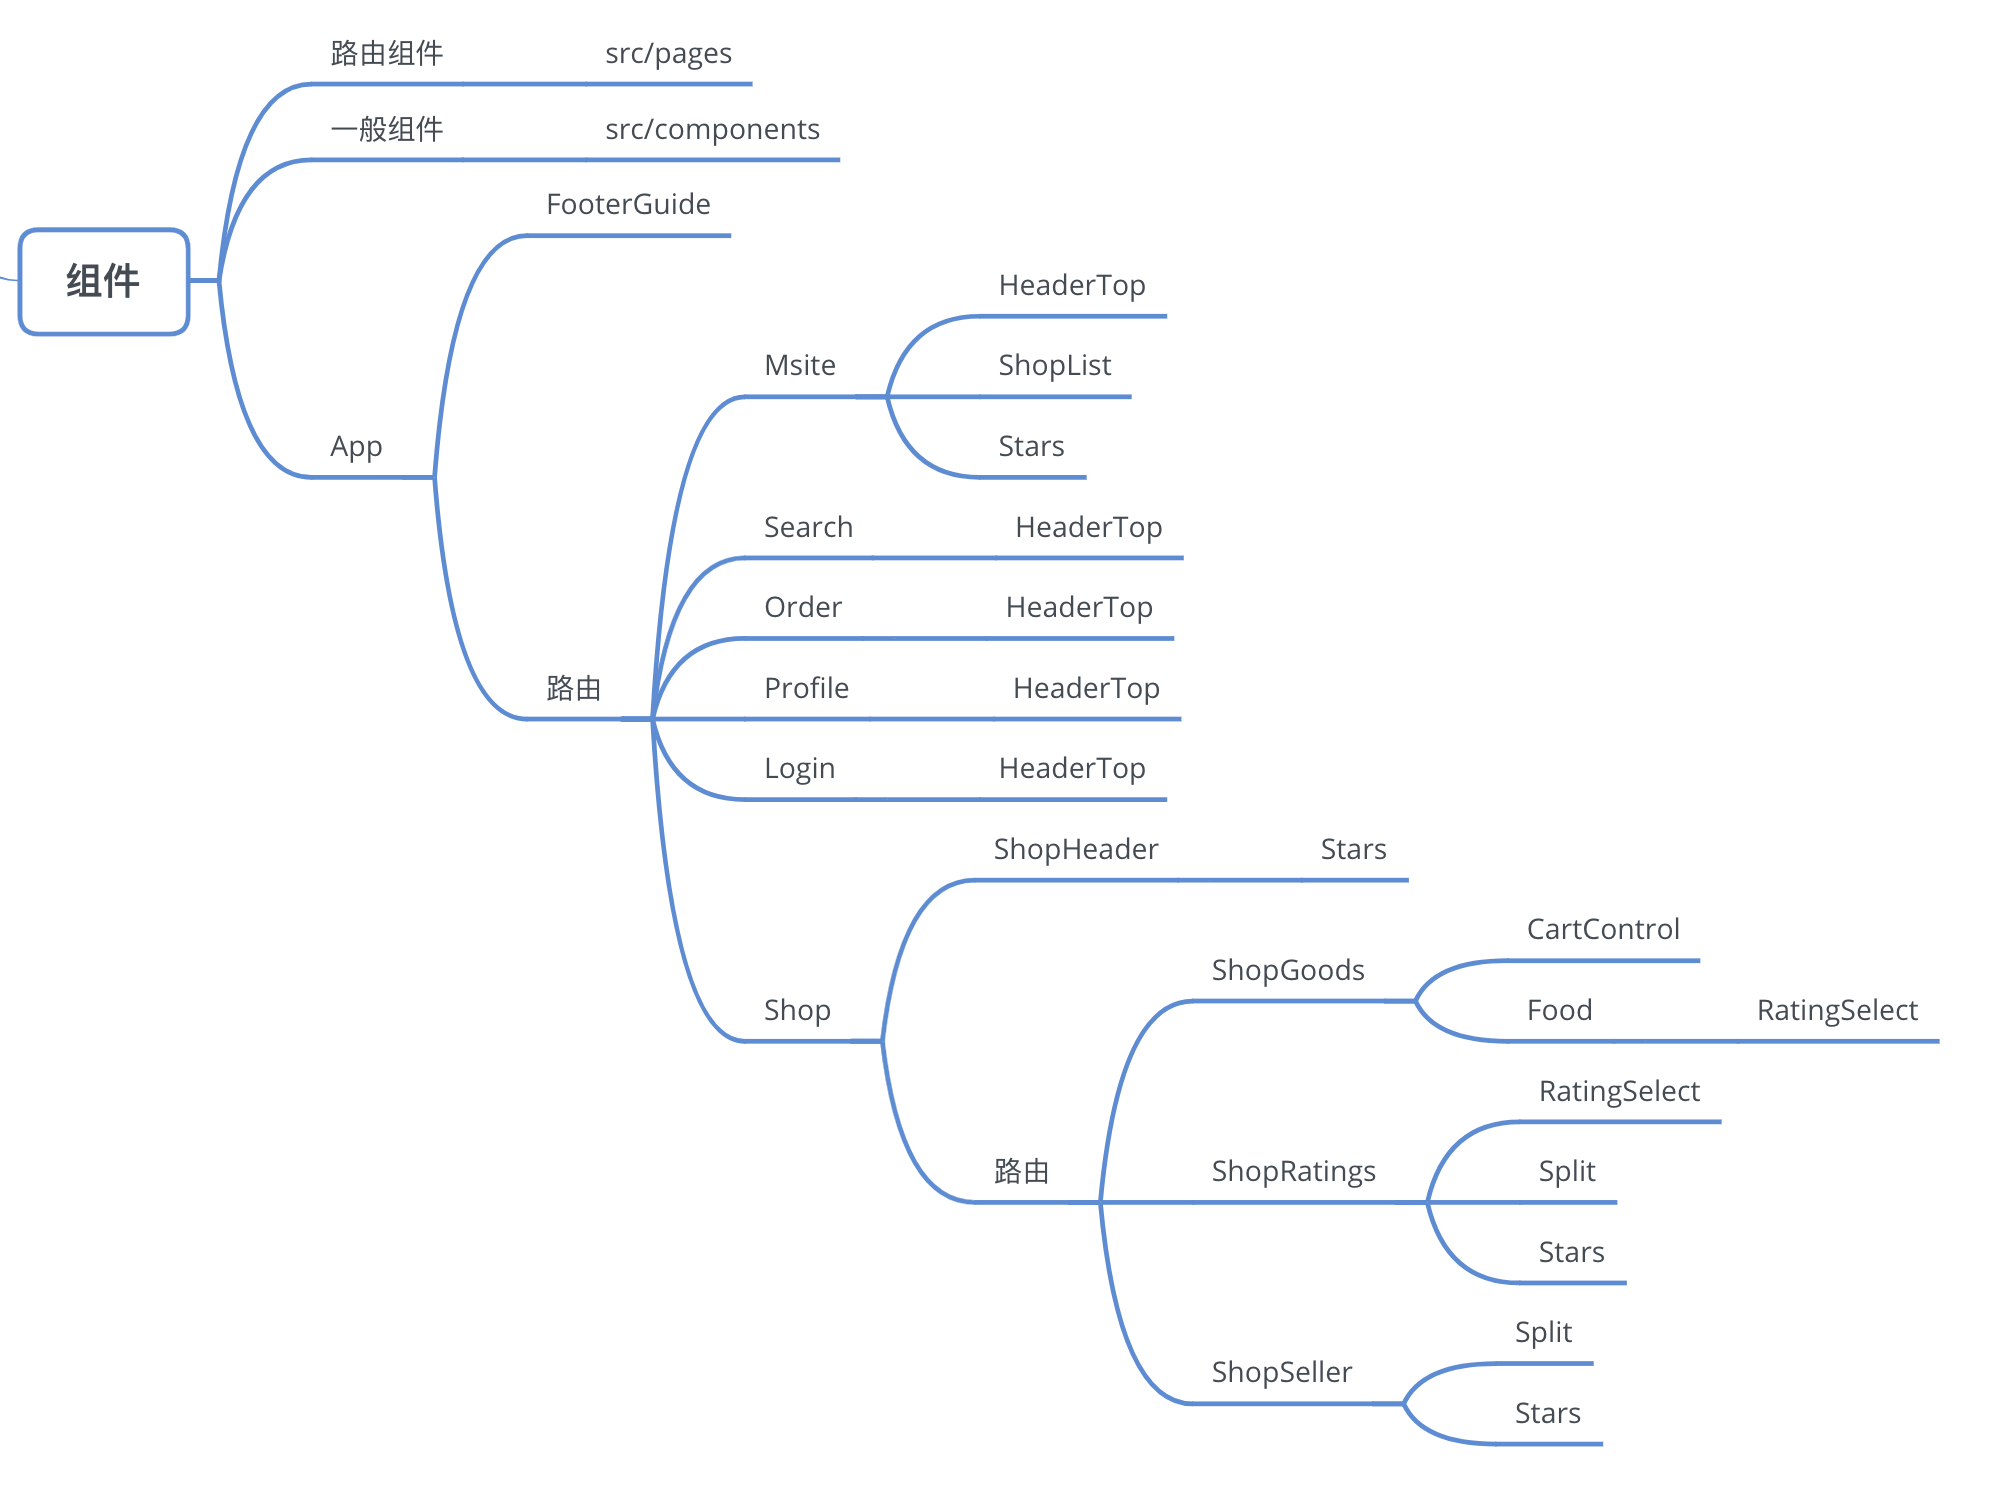 路由组件
src/pages
一般组件
src/components
FooterGuide
组件
HeaderTop
Msite
ShopList
App
Stars
Search
HeaderTop
Order
HeaderTop
路由
Profile
HeaderTop
Login
HeaderTop
ShopHeader
Stars
CartControl
ShopGoods
Shop
Food
RatingSelect
RatingSelect
路由
ShopRatings
Split
Stars
Split
ShopSeller
Stars